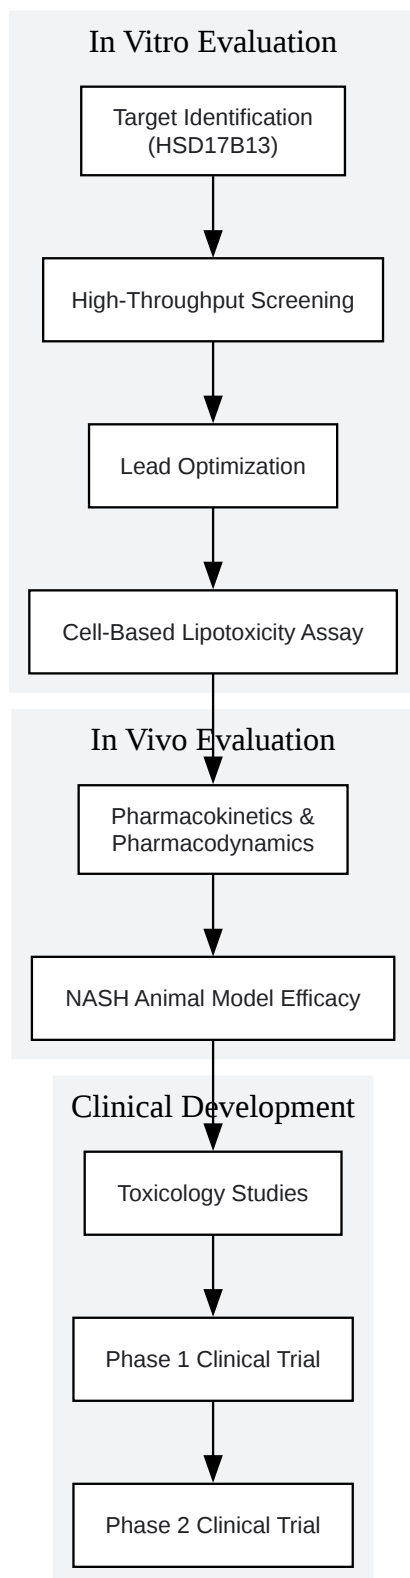 In Vitro Evaluation
Target Identification
(HSD17B13)
High-Throughput Screening
Lead Optimization
Cell-Based Lipotoxicity Assay
In Vivo Evaluation
Pharmacokinetics &
Pharmacodynamics
NASH Animal Model Efficacy
Clinical Development
Toxicology Studies
Phase 1 Clinical Trial
Phase 2 Clinical Trial